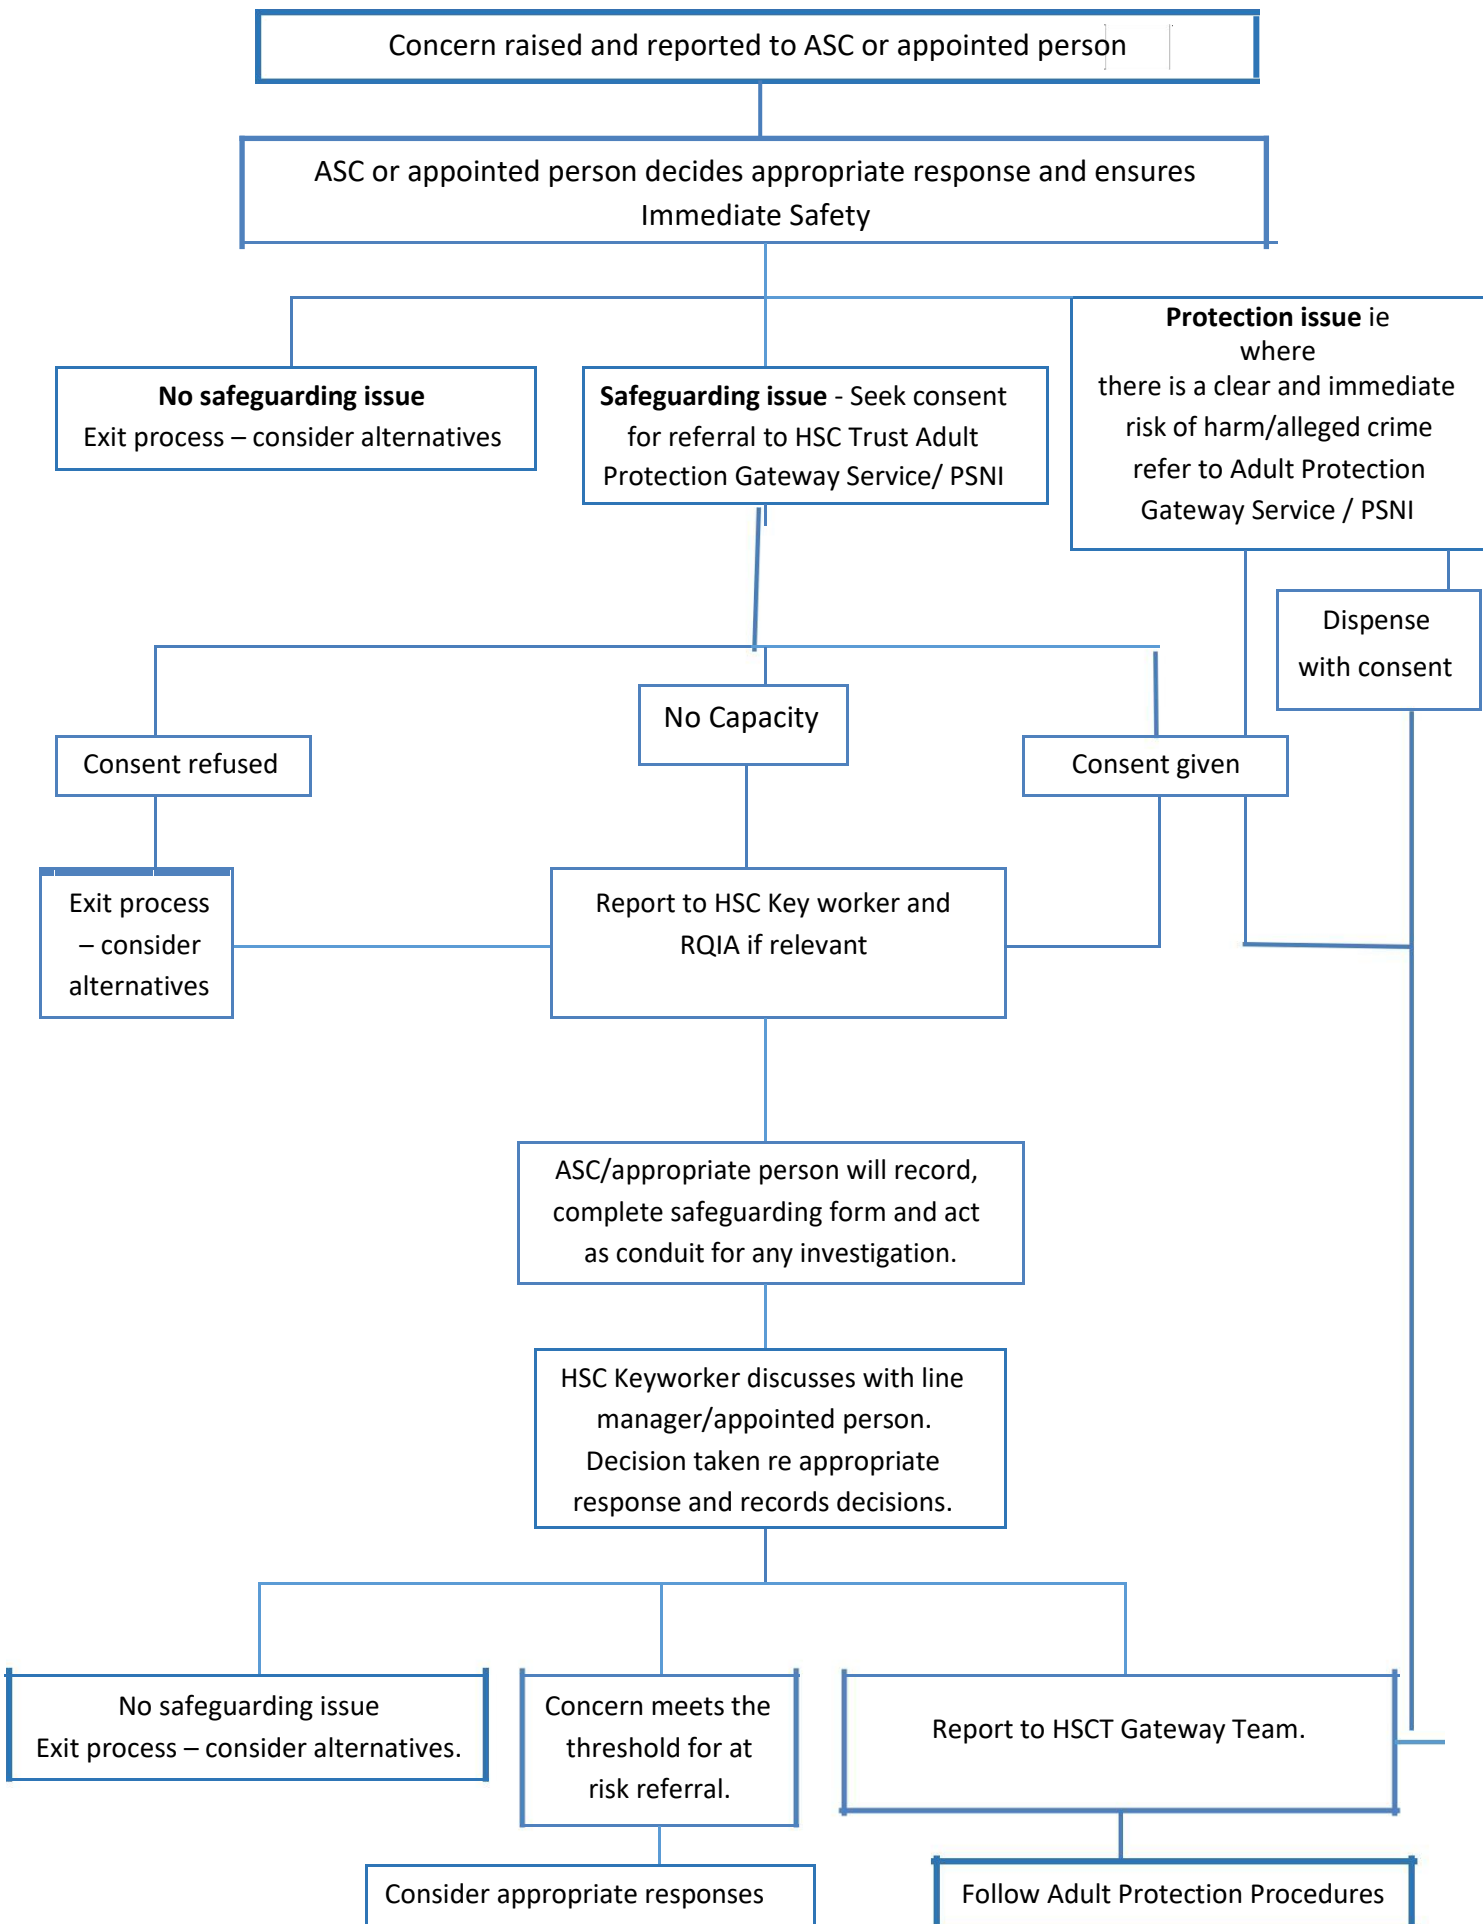 Concern raised and reported to ASC or appointed person
ASC or appointed person decides appropriate response and ensures
Immediate Safety
No safeguarding issue
Exit process – consider alternatives
Safeguarding issue - Seek consent
for referral to HSC Trust Adult
Protection Gateway Service/ PSNI
Protection issue ie
where
there is a clear and immediate
risk of harm/alleged crime
refer to Adult Protection
Gateway Service / PSNI
Dispense
with consent
Consent refused
No Capacity
Consent given
Exit process
– consider
alternatives
Report to HSC Key worker and
RQIA if relevant
ASC/appropriate person will record,
complete safeguarding form and act
as conduit for any investigation.
HSC Keyworker discusses with line
manager/appointed person.
Decision taken re appropriate
response and records decisions.
No safeguarding issue
Exit process – consider alternatives.
Concern meets the
threshold for at
risk referral.
Report to HSCT Gateway Team.
Consider appropriate responses
Follow Adult Protection Procedures